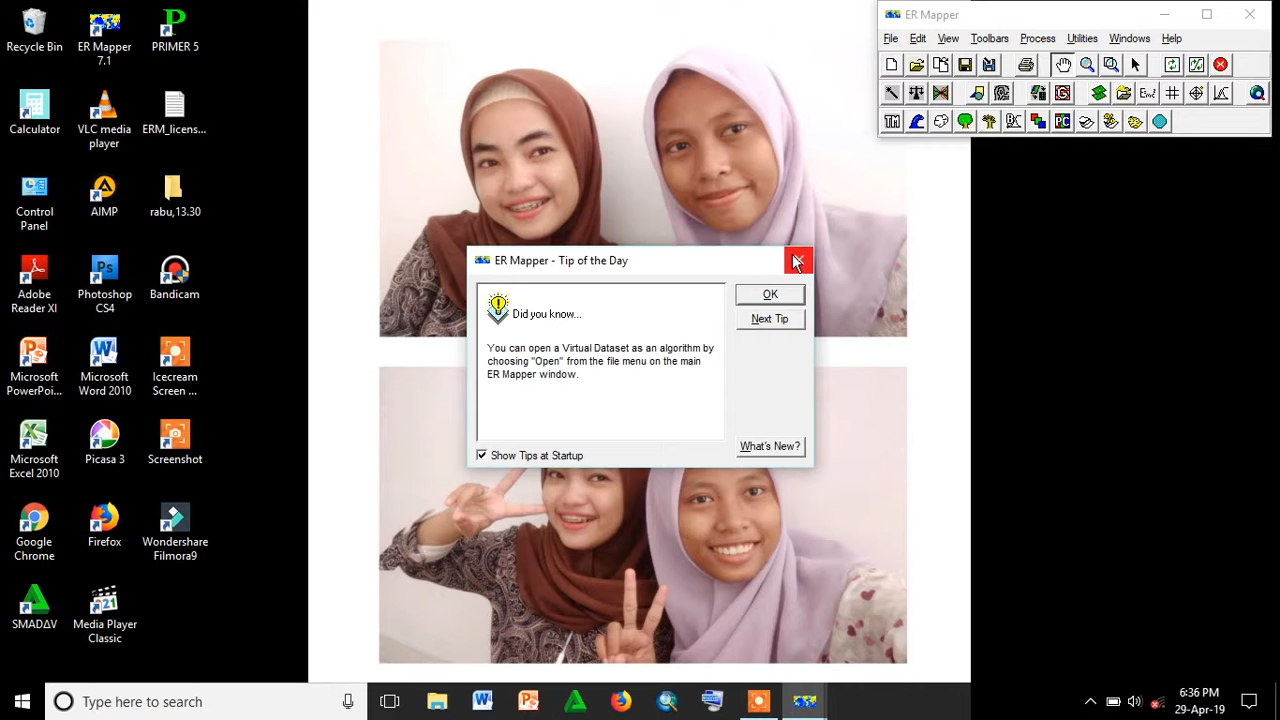 ER Mapper
File Edit View Toolbars Process Utilities Windows Help
Recycle Bin
ER Mapper
7.1
PRIMER 5
Calculator
VLC media
player
ERM_licens...
Control
Panel
AIMP
rabu,13.30
Adobe
Reader XI
Photoshop
CS4
Bandicam
Microsoft
PowerPoi...
Microsoft
Word 2010
Icecream
Screen ...
Microsoft
Excel 2010
Picasa 3
Screenshot
Google
Chrome
Firefox
Wondershare
Filmora9
SMADΔV
Media Player
Classic
ER Mapper - Tip of the Day
Did you know...
You can open a Virtual Dataset as an algorithm by
choosing "Open" from the file menu on the main
ER Mapper window.
OK
Next Tip
What's New?
Show Tips at Startup
Type here to search
6:36 PM
29-Apr-19